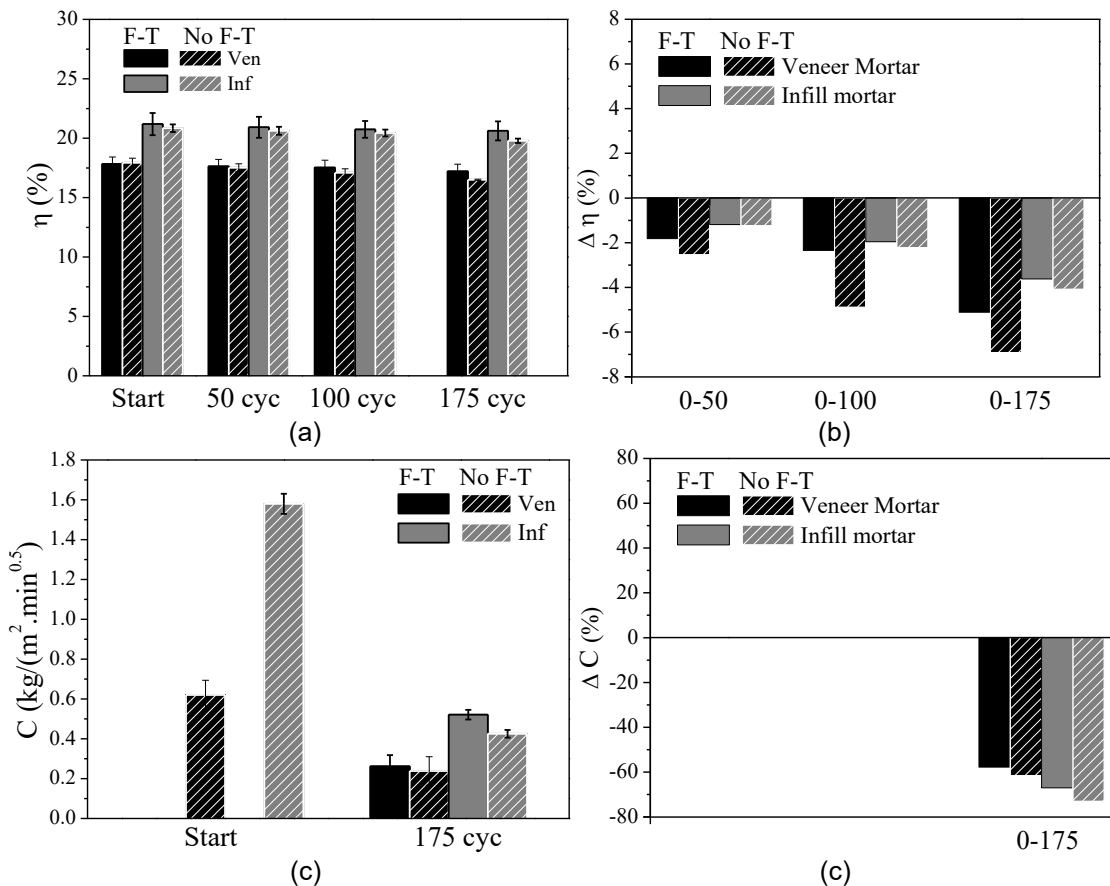 30
25
20
15
10
5
0
η (%)
F-T No F-T
Ven
Inf
Start 50 cyc 100 cyc 175 cyc
(a)
8
6
4
2
0
-2
-4
-6
-8
Δ η (%)
F-T No F-T
Veneer Mortar
Infill mortar
0-50 0-100 0-175
(b)
1.8
1.6
1.4
1.2
1.0
0.8
0.6
0.4
0.2
0.0
C (kg/(m².min⁰·⁵)
F-T No F-T
Ven
Inf
Start 175 cyc
(c)
80
60
40
20
0
-20
-40
-60
-80
Δ C (%)
F-T No F-T
Veneer Mortar
Infill mortar
0-175
(c)